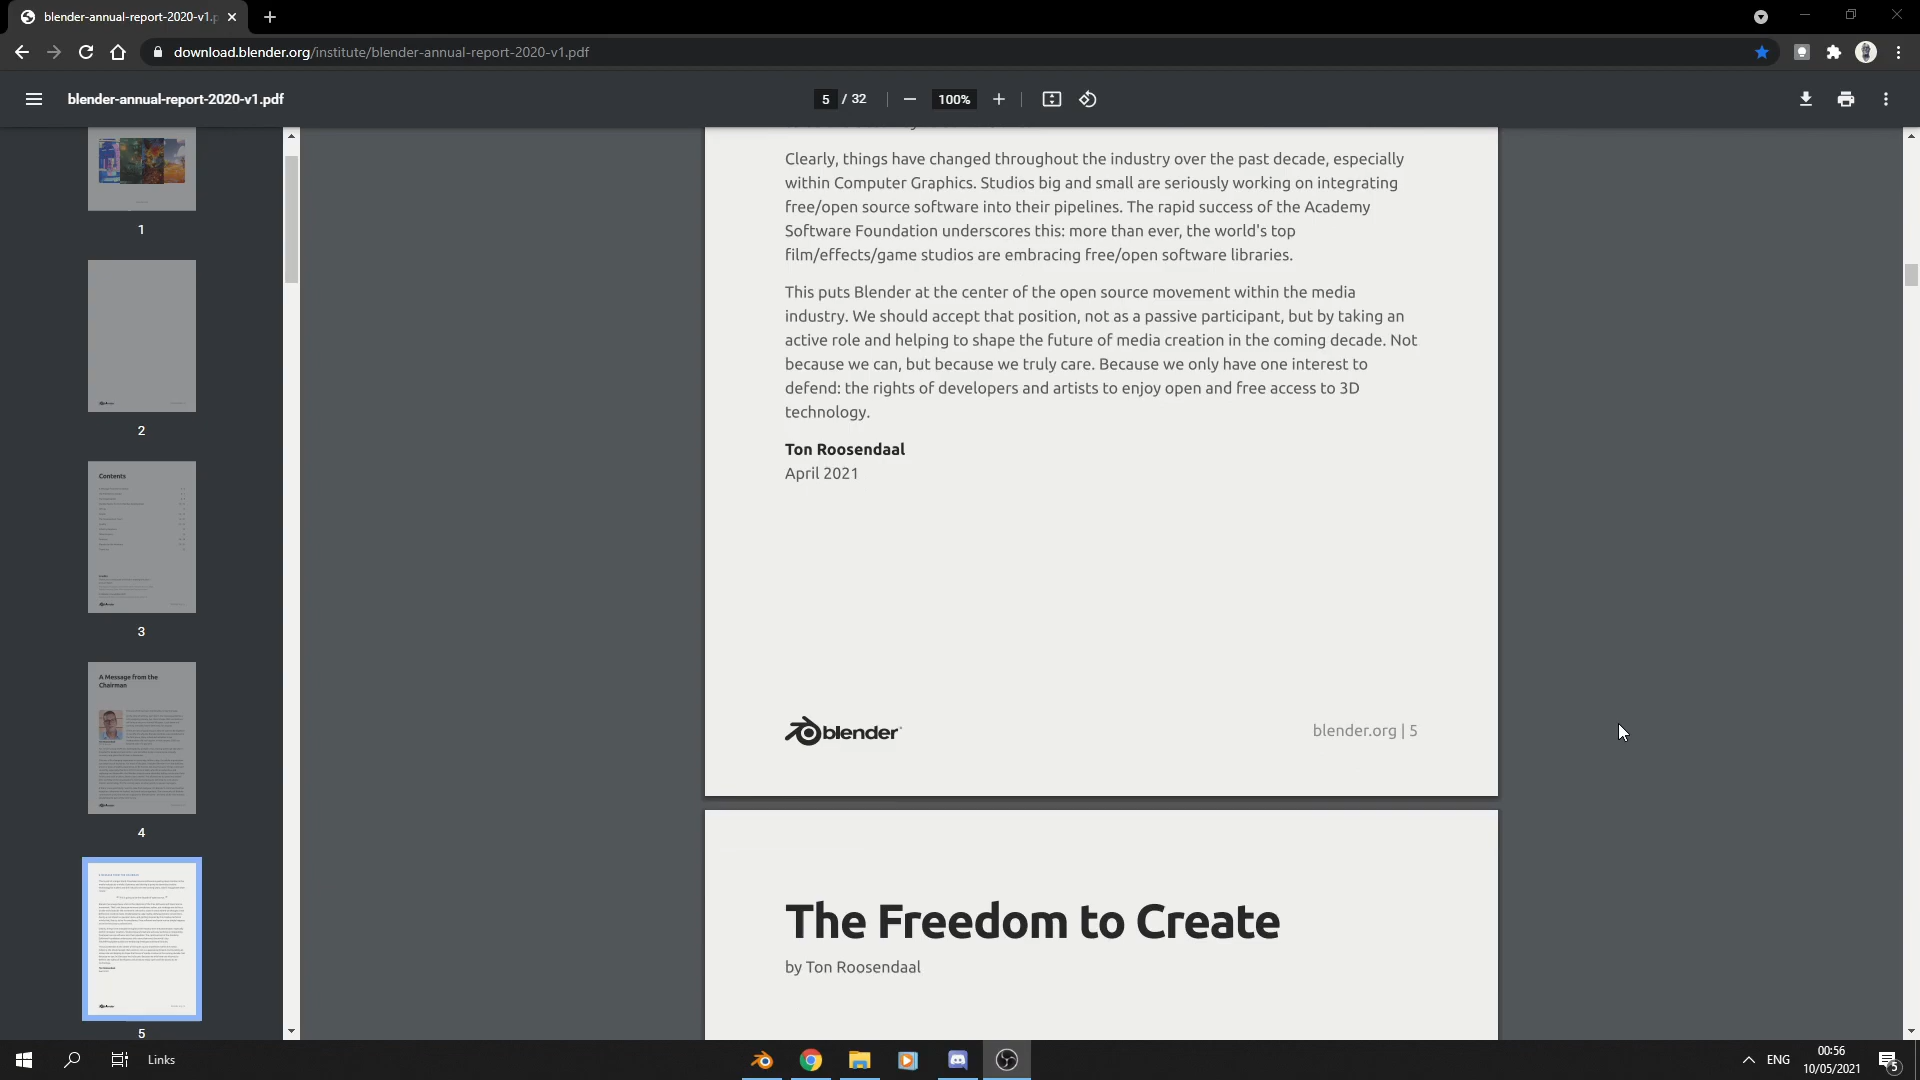 blender-annual-report-2020-v1.p
download.blender.org/institute/blender-annual-report-2020-v1.pdf
blender-annual-report-2020-v1.pdf
5 / 32
100%
1
2
Contents
3
A Message from the
Chairman
4
5
Clearly, things have changed throughout the industry over the past decade, especially
within Computer Graphics. Studios big and small are seriously working on integrating
free/open source software into their pipelines. The rapid success of the Academy
Software Foundation underscores this: more than ever, the world's top
film/effects/game studios are embracing free/open software libraries.
This puts Blender at the center of the open source movement within the media
industry. We should accept that position, not as a passive participant, but by taking an
active role and helping to shape the future of media creation in the coming decade. Not
because we can, but because we truly care. Because we only have one interest to
defend: the rights of developers and artists to enjoy open and free access to 3D
technology.
Ton Roosendaal
April 2021
blender
blender.org | 5
The Freedom to Create
by Ton Roosendaal
Links
ENG
00:56
10/05/2021
5